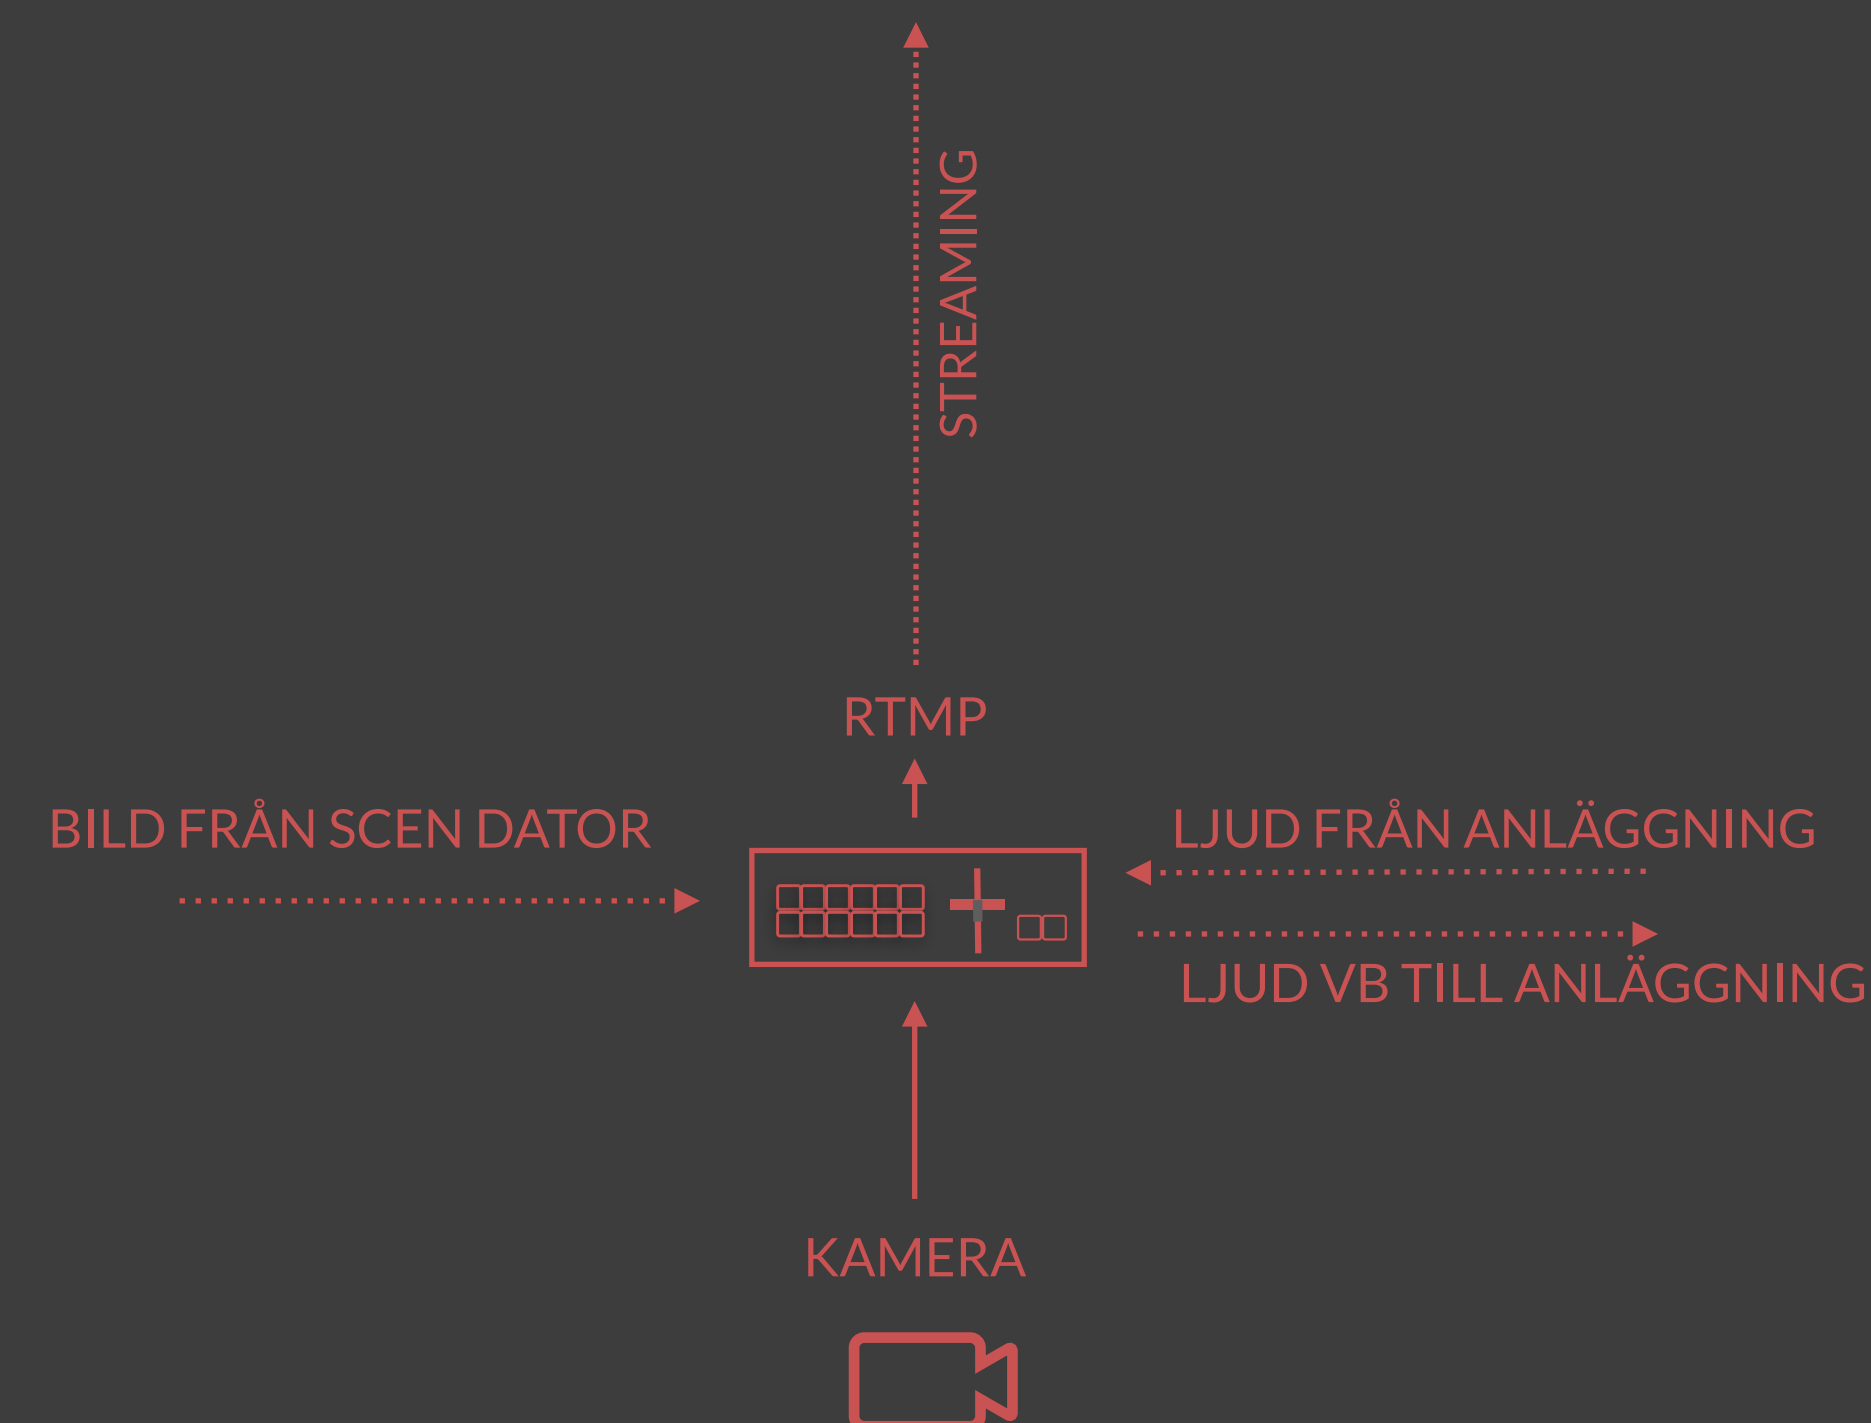 STREAMING
RTMP
BILD FRÅN SCEN DATOR
LJUD FRÅN ANLÄGGNING
LJUD VB TILL ANLÄGGNING
KAMERA